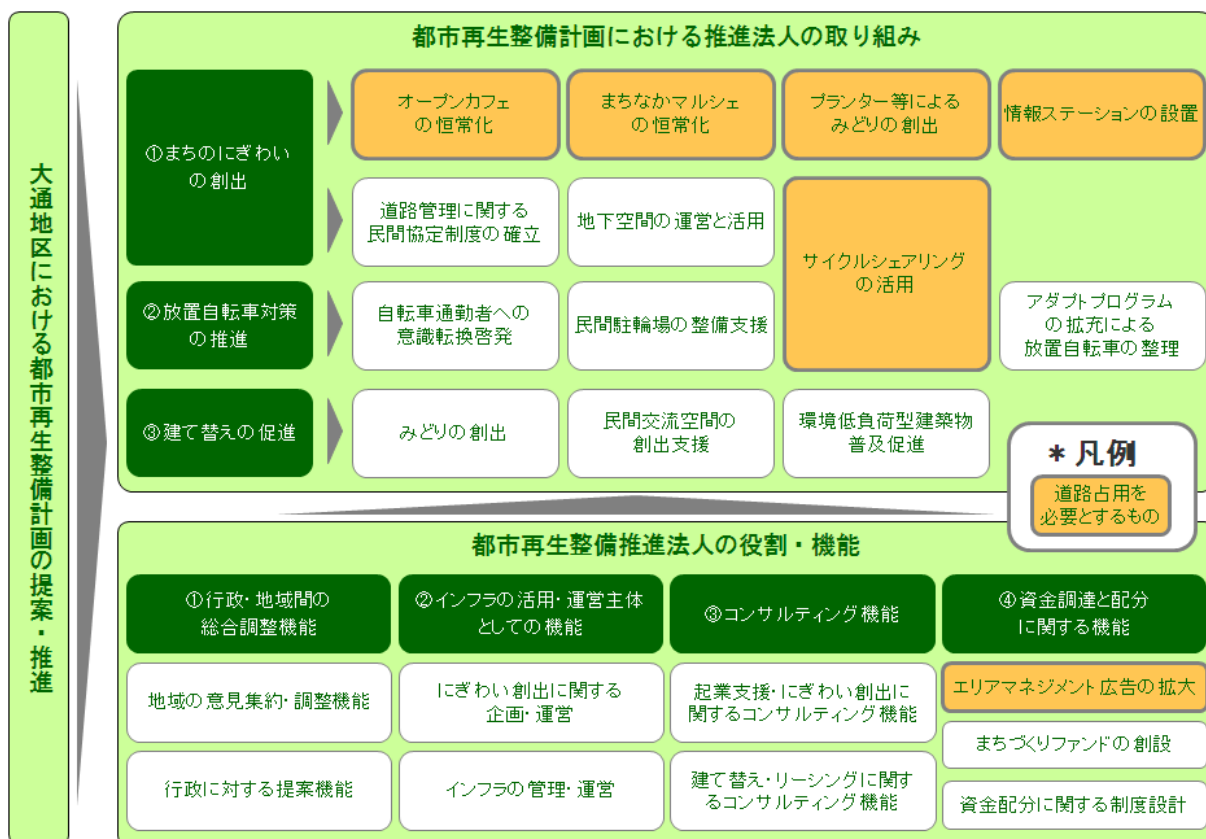 大通地区における都市再生整備計画の提案・推進
都市再生整備計画における推進法人の取り組み
①まちのにぎわい
の創出
オープンカフェ
の恒常化
まちなかマルシェ
の恒常化
プランター等による
みどりの創出
情報ステーションの設置
道路管理に関する
民間協定制度の確立
地下空間の運営と活用
サイクルシェアリング
の活用
②放置自転車対策
の推進
自転車通勤者への
意識転換啓発
民間駐輪場の整備支援
アダプトプログラム
の拡充による
放置自転車の整理
③建て替えの促進
みどりの創出
民間交流空間の
創出支援
環境低負荷型建築物
普及促進
＊凡例
道路占用を
必要とするもの
都市再生整備推進法人の役割・機能
①行政・地域間の
総合調整機能
②インフラの活用・運営主体
としての機能
③コンサルティング機能
④資金調達と配分
に関する機能
地域の意見集約・調整機能
にぎわい創出に関する
企画・運営
起業支援・にぎわい創出に
関するコンサルティング機能
エリアマネジメント広告の拡大
まちづくりファンドの創設
行政に対する提案機能
インフラの管理・運営
建て替え・リーシングに関す
るコンサルティング機能
資金配分に関する制度設計